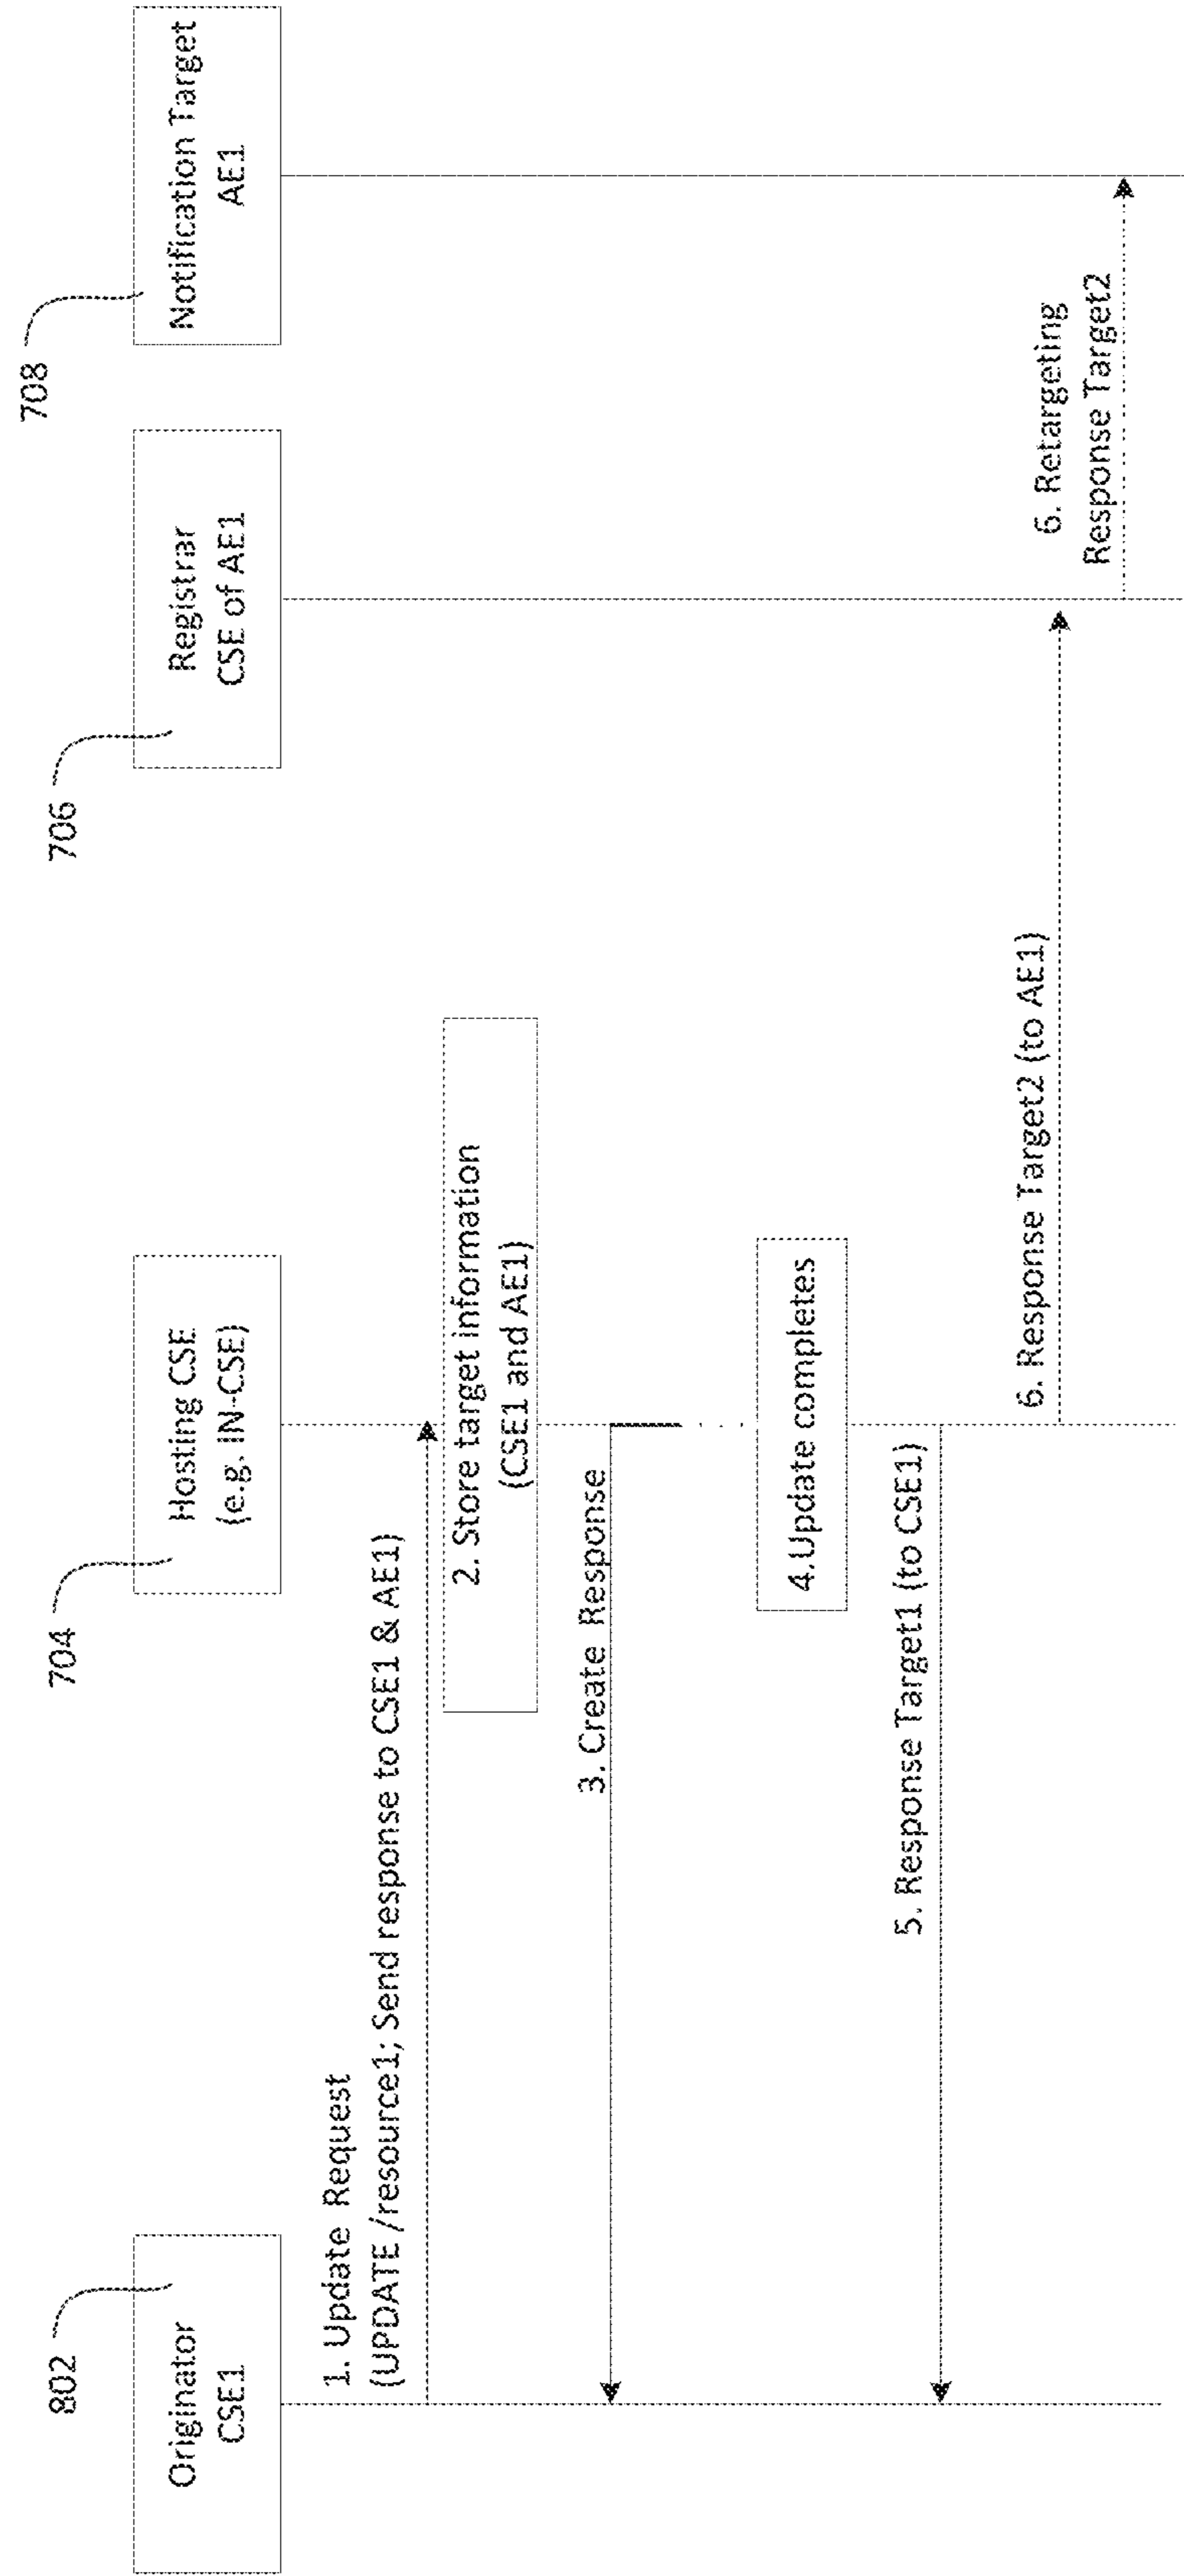 802
Originator
CSE1
704
Hosting CSE
(e.g. IN-CSE)
706
Registrar
CSE of AE1
708
Notification Target
AE1
1. Update Request
(UPDATE /resource1; Send response to CSE1 & AE1)
2. Store target information
(CSE1 and AE1)
3. Create Response
4.Update completes
5. Response Target1 (to CSE1)
6. Response Target2 (to AE1)
6. Retargeting
Response Target2